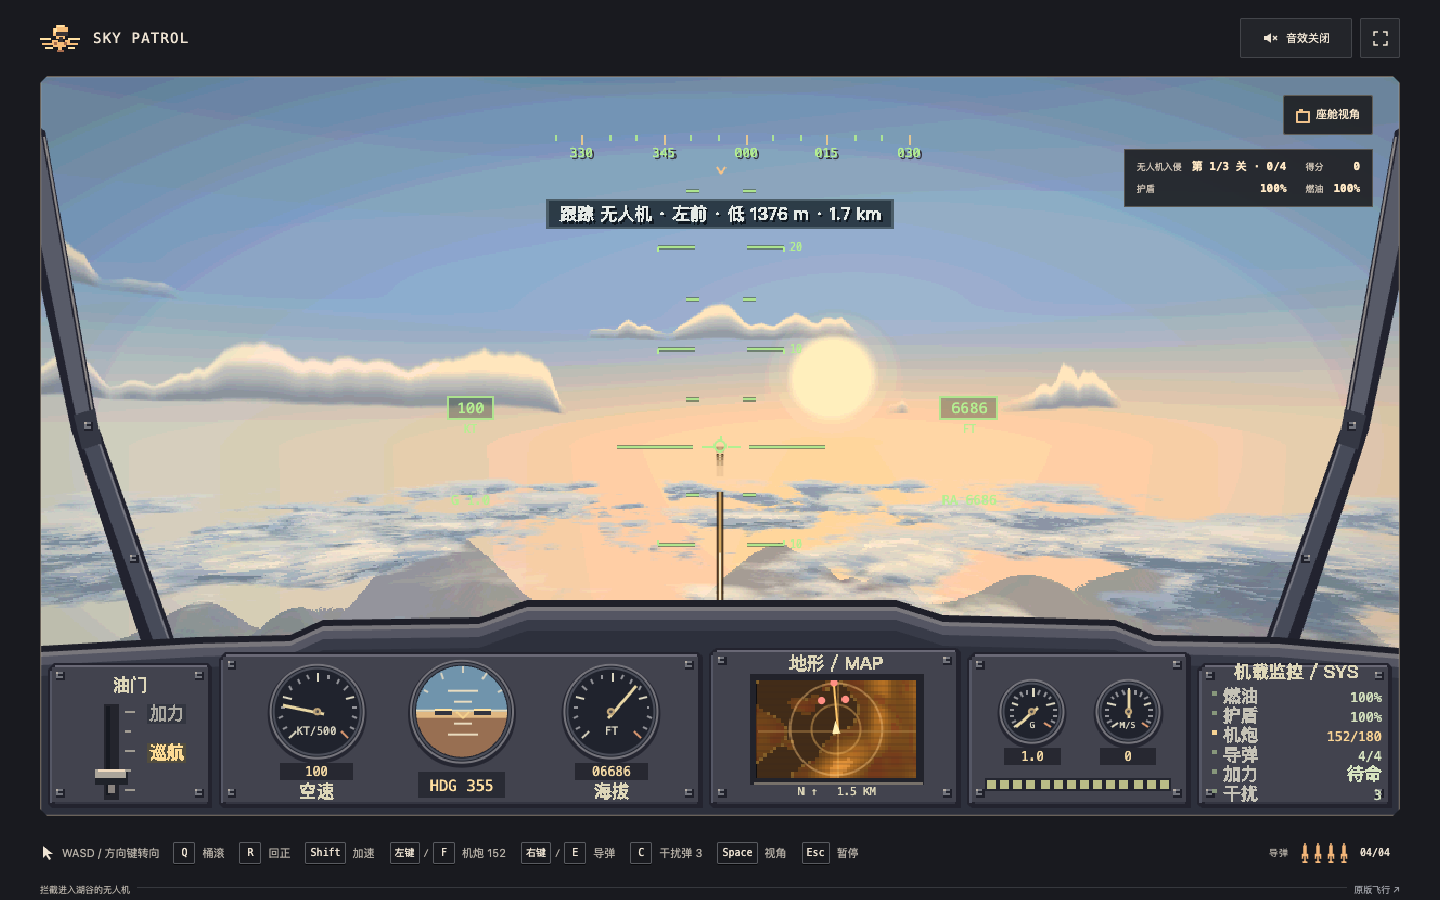 SKY PATROL
音效关闭
座舱视角
330 345 000 015 030
无人机入侵 第 1/3 关 · 0/4 得分 0
护盾 100% 燃油 100%
跟踪 无人机 · 左前 · 低 1376 m · 1.7 km
20
10
100
6686
FT
RA 6686
10
油门
加力
巡航
KT/500
100
空速
HDG 355
FT
06686
海拔
地形 / MAP
N ↑ 1.5 KM
G
1.0
M/S
0
机载监控 / SYS
燃油 100%
护盾 100%
机炮 152/180
导弹 4/4
加力 待命
干扰 3
WASD / 方向键转向 Q 桶滚 R 回正 Shift 加速 左键 / F 机炮 152 右键 / E 导弹 C 干扰弹 3 Space 视角 Esc 暂停
导弹 04/04
拦截进入湖谷的无人机
原版飞行 ↗